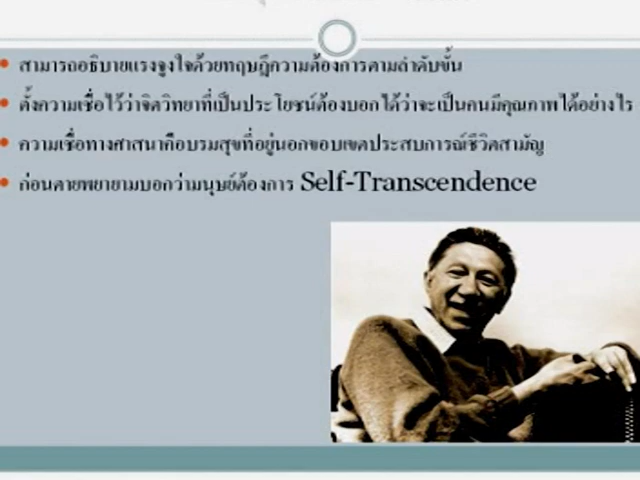 สามารถอธิบายแรงจูงใจด้วยทฤษฎีความต้องการตามลำดับขั้น
ตั้งความเชื่อไว้ว่าจิตวิทยาที่เป็นประโยชน์ต้องบอกได้ว่าจะเป็นคนมีคุณภาพได้อย่างไร
ความเชื่อทางศาสนาคือบรมสุขที่อยู่นอกขอบเขตประสบการณ์ชีวิตสามัญ
ก่อนตายพยายามบอกว่ามนุษย์ต้องการ Self-Transcendence